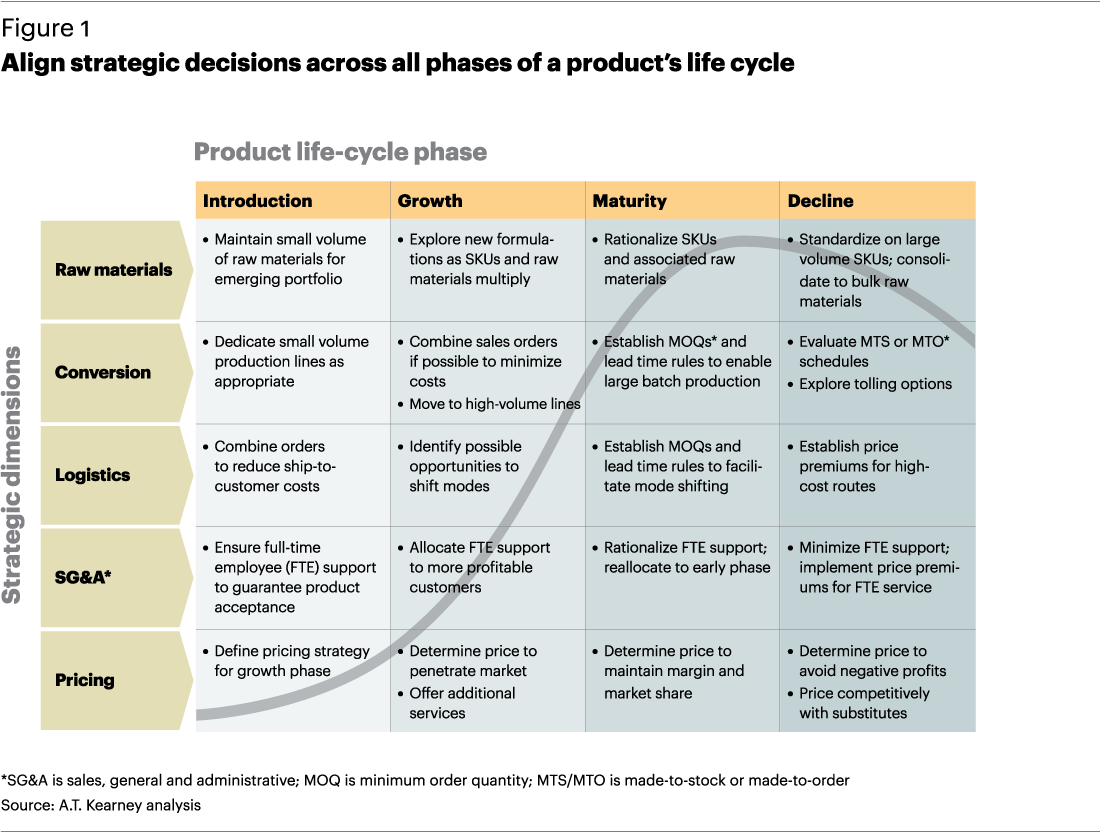 Figure 1
Align strategic decisions across all phases of a product's life cycle
Product life-cycle phase
Introduction
Growth
Maturity
Decline
Strategic dimensions
Raw materials
• Maintain small volume
of raw materials for
emerging portfolio
• Explore new formula-
tions as SKUs and raw
materials multiply
• Rationalize SKUs
and associated raw
materials
• Standardize on large
volume SKUs; consoli-
date to bulk raw
materials
Conversion
• Dedicate small volume
production lines as
appropriate
• Combine sales orders
if possible to minimize
costs
• Move to high-volume lines
• Establish MOQs* and
lead time rules to enable
large batch production
• Evaluate MTS or MTO*
schedules
• Explore tolling options
Logistics
• Combine orders
to reduce ship-to-
customer costs
• Identify possible
opportunities to
shift modes
• Establish MOQs and
lead time rules to facili-
tate mode shifting
• Establish price
premiums for high-
cost routes
SG&A*
• Ensure full-time
employee (FTE) support
to guarantee product
acceptance
• Allocate FTE support
to more profitable
customers
• Rationalize FTE support;
reallocate to early phase
• Minimize FTE support;
implement price premi-
ums for FTE service
Pricing
• Define pricing strategy
for growth phase
• Determine price to
penetrate market
• Offer additional
services
• Determine price to
maintain margin and
market share
• Determine price to
avoid negative profits
• Price competitively
with substitutes
*SG&A is sales, general and administrative; MOQ is minimum order quantity; MTS/MTO is made-to-stock or made-to-order
Source: A.T. Kearney analysis